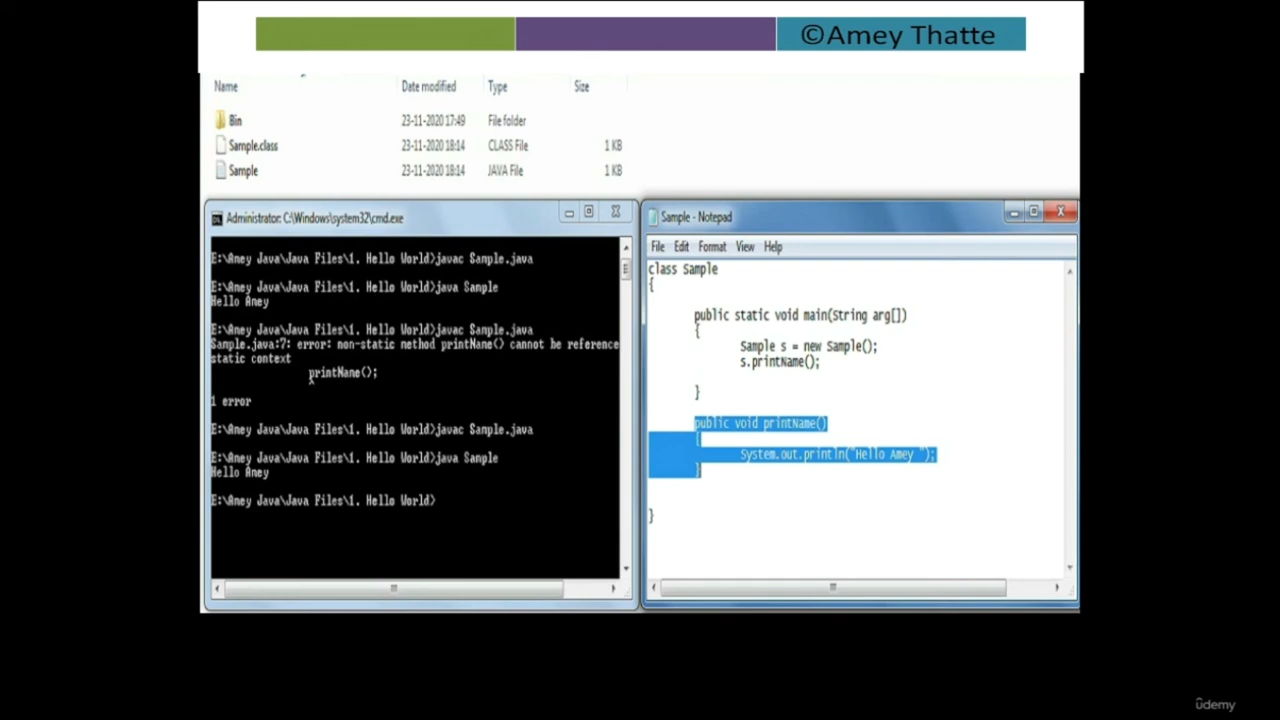 ©Amey Thatte
Name Date modified Type Size
Bin 23-11-2020 17:49 File folder
Sample.class 23-11-2020 18:14 CLASS File 1 KB
Sample 23-11-2020 18:14 JAVA File 1 KB
Administrator: C:\Windows\system32\cmd.exe
E:\Amey Java\Java Files\1. Hello World>javac Sample.java
E:\Amey Java\Java Files\1. Hello World>java Sample
Hello Amey
E:\Amey Java\Java Files\1. Hello World>javac Sample.java
Sample.java:7: error: non-static method printName() cannot be reference
static context
printName();
^
1 error
E:\Amey Java\Java Files\1. Hello World>javac Sample.java
E:\Amey Java\Java Files\1. Hello World>java Sample
Hello Amey
E:\Amey Java\Java Files\1. Hello World>
Sample - Notepad
File Edit Format View Help
class Sample
{
public static void main(String arg[])
{
Sample s = new Sample();
s.printName();
}
public void printName()
{
System.out.println("Hello Amey ");
}
}
ûdemy